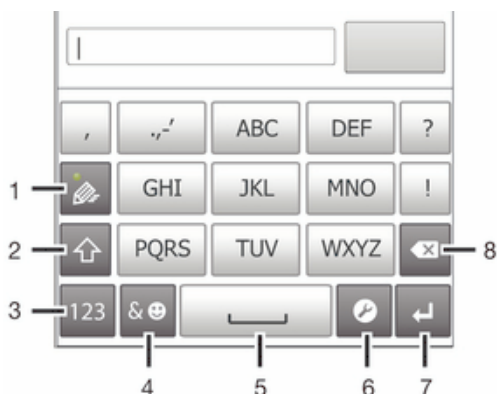 , .,-' ABC DEF ?
1 GHI JKL MNO !
2 PQRS TUV WXYZ 8
3 123 &
4 5 6 7